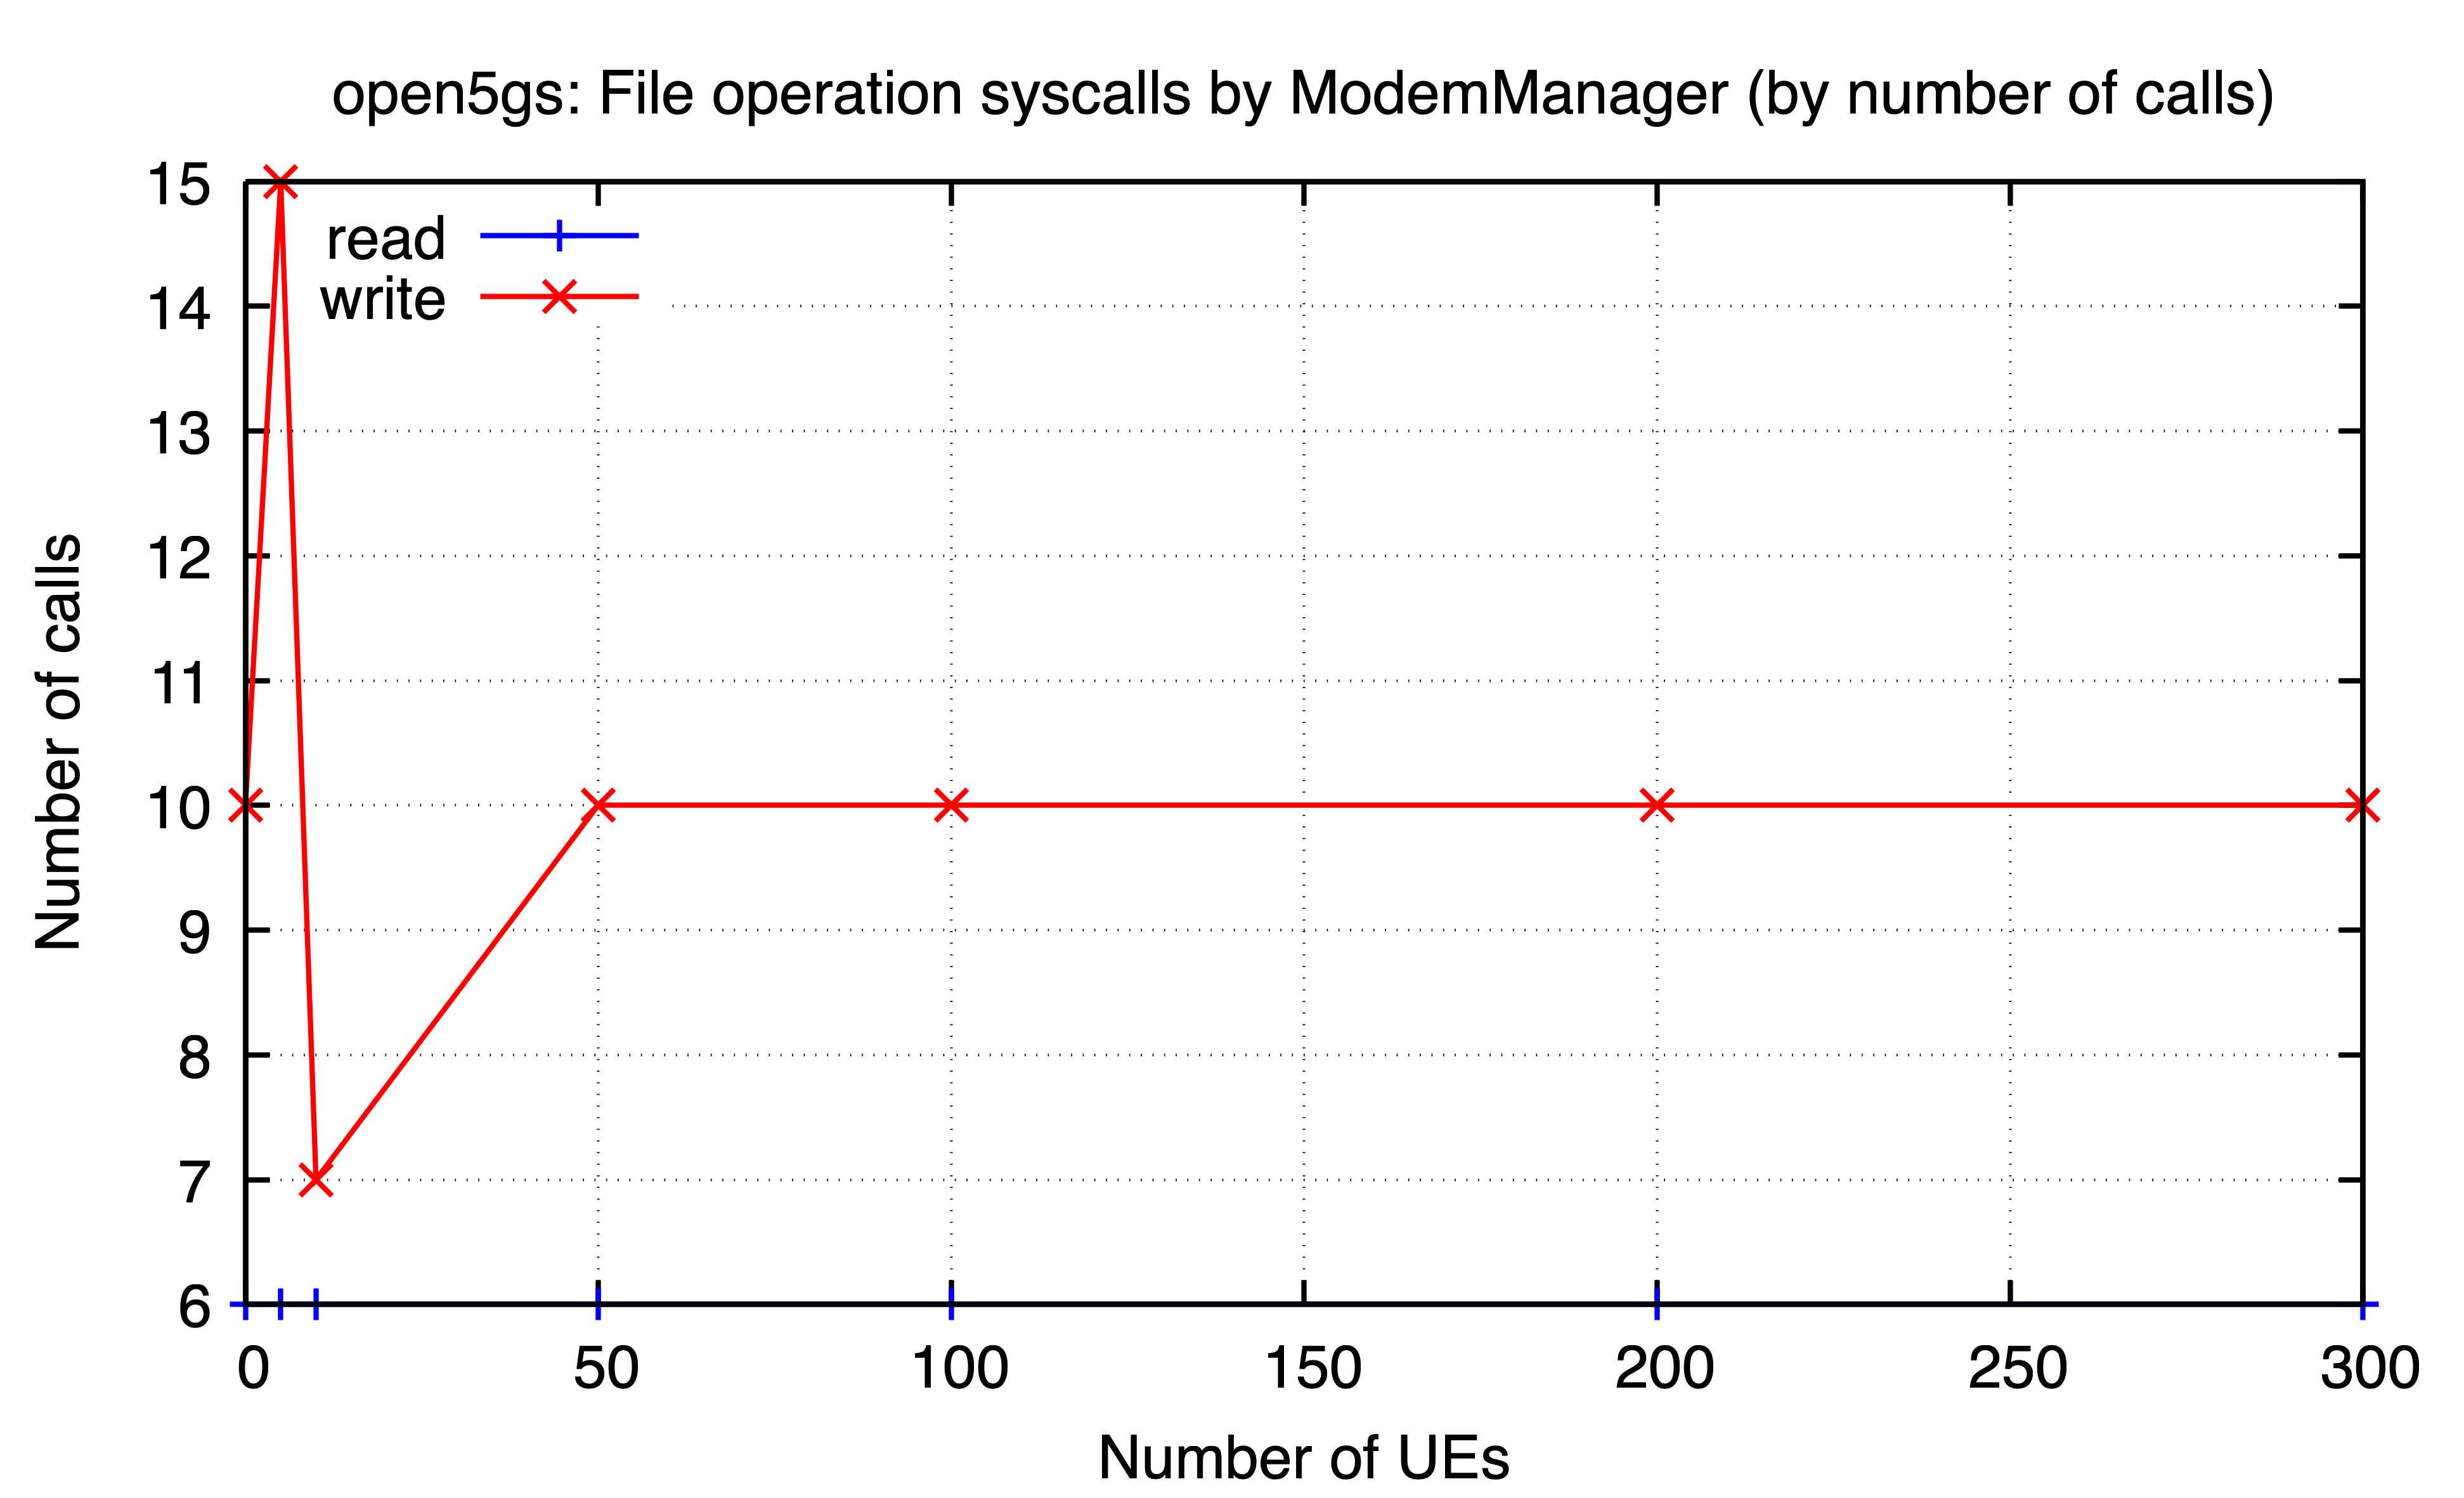 open5gs: File operation syscalls by ModemManager (by number of calls)
15
read
write
14
13
12
11
10
9
8
7
6
Number of calls
0 50 100 150 200 250 300
Number of UEs